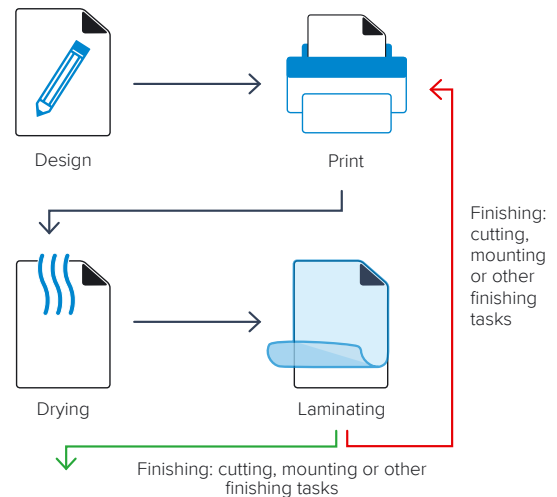 Design
Print
Finishing:
cutting,
mounting
or other
finishing
tasks
Drying
Laminating
Finishing: cutting, mounting or other
finishing tasks